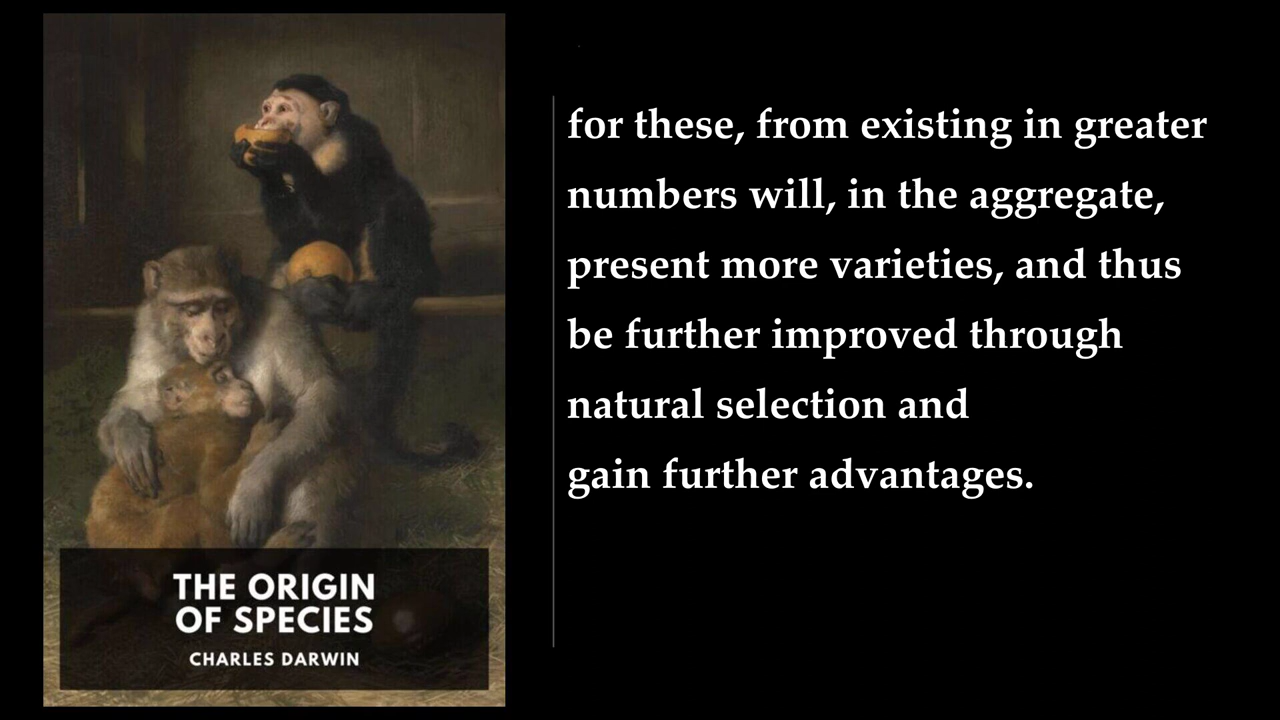 THE ORIGIN
OF SPECIES
CHARLES DARWIN
for these, from existing in greater
numbers will, in the aggregate,
present more varieties, and thus
be further improved through
natural selection and
gain further advantages.